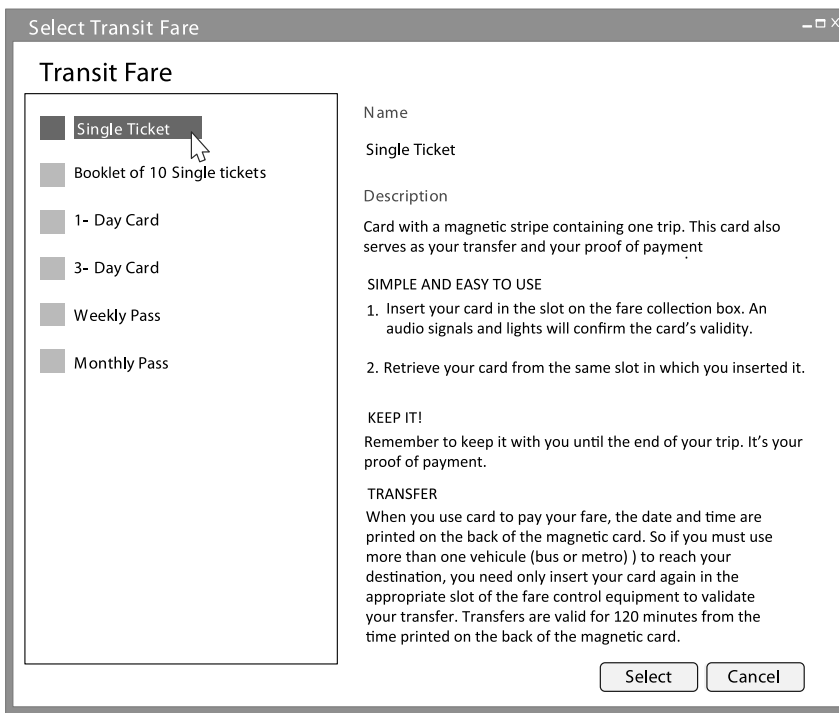 Select Transit Fare
Transit Fare
Single Ticket
Booklet of 10 Single tickets
1- Day Card
3- Day Card
Weekly Pass
Monthly Pass
Name
Single Ticket
Description
Card with a magnetic stripe containing one trip. This card also
serves as your transfer and your proof of payment
.
SIMPLE AND EASY TO USE
1. Insert your card in the slot on the fare collection box. An
audio signals and lights will confirm the card's validity.
2. Retrieve your card from the same slot in which you inserted it.
KEEP IT!
Remember to keep it with you until the end of your trip. It's your
proof of payment.
TRANSFER
When you use card to pay your fare, the date and time are
printed on the back of the magnetic card. So if you must use
more than one vehicule (bus or metro) ) to reach your
destination, you need only insert your card again in the
appropriate slot of the fare control equipment to validate
your transfer. Transfers are valid for 120 minutes from the
time printed on the back of the magnetic card.
Select
Cancel